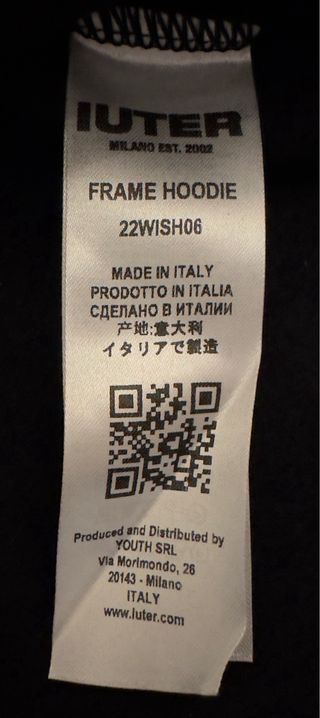 IUTER
MILANO EST. 2002
FRAME HOODIE
22WISH06
MADE IN ITALY
PRODOTTO IN ITALIA
СДЕЛАНО В ИТАЛИИ
产地:意大利
イタリアで製造
Produced and Distributed by
YOUTH SRL
Via Morimondo, 26
20143 - Milano
ITALY
www.iuter.com